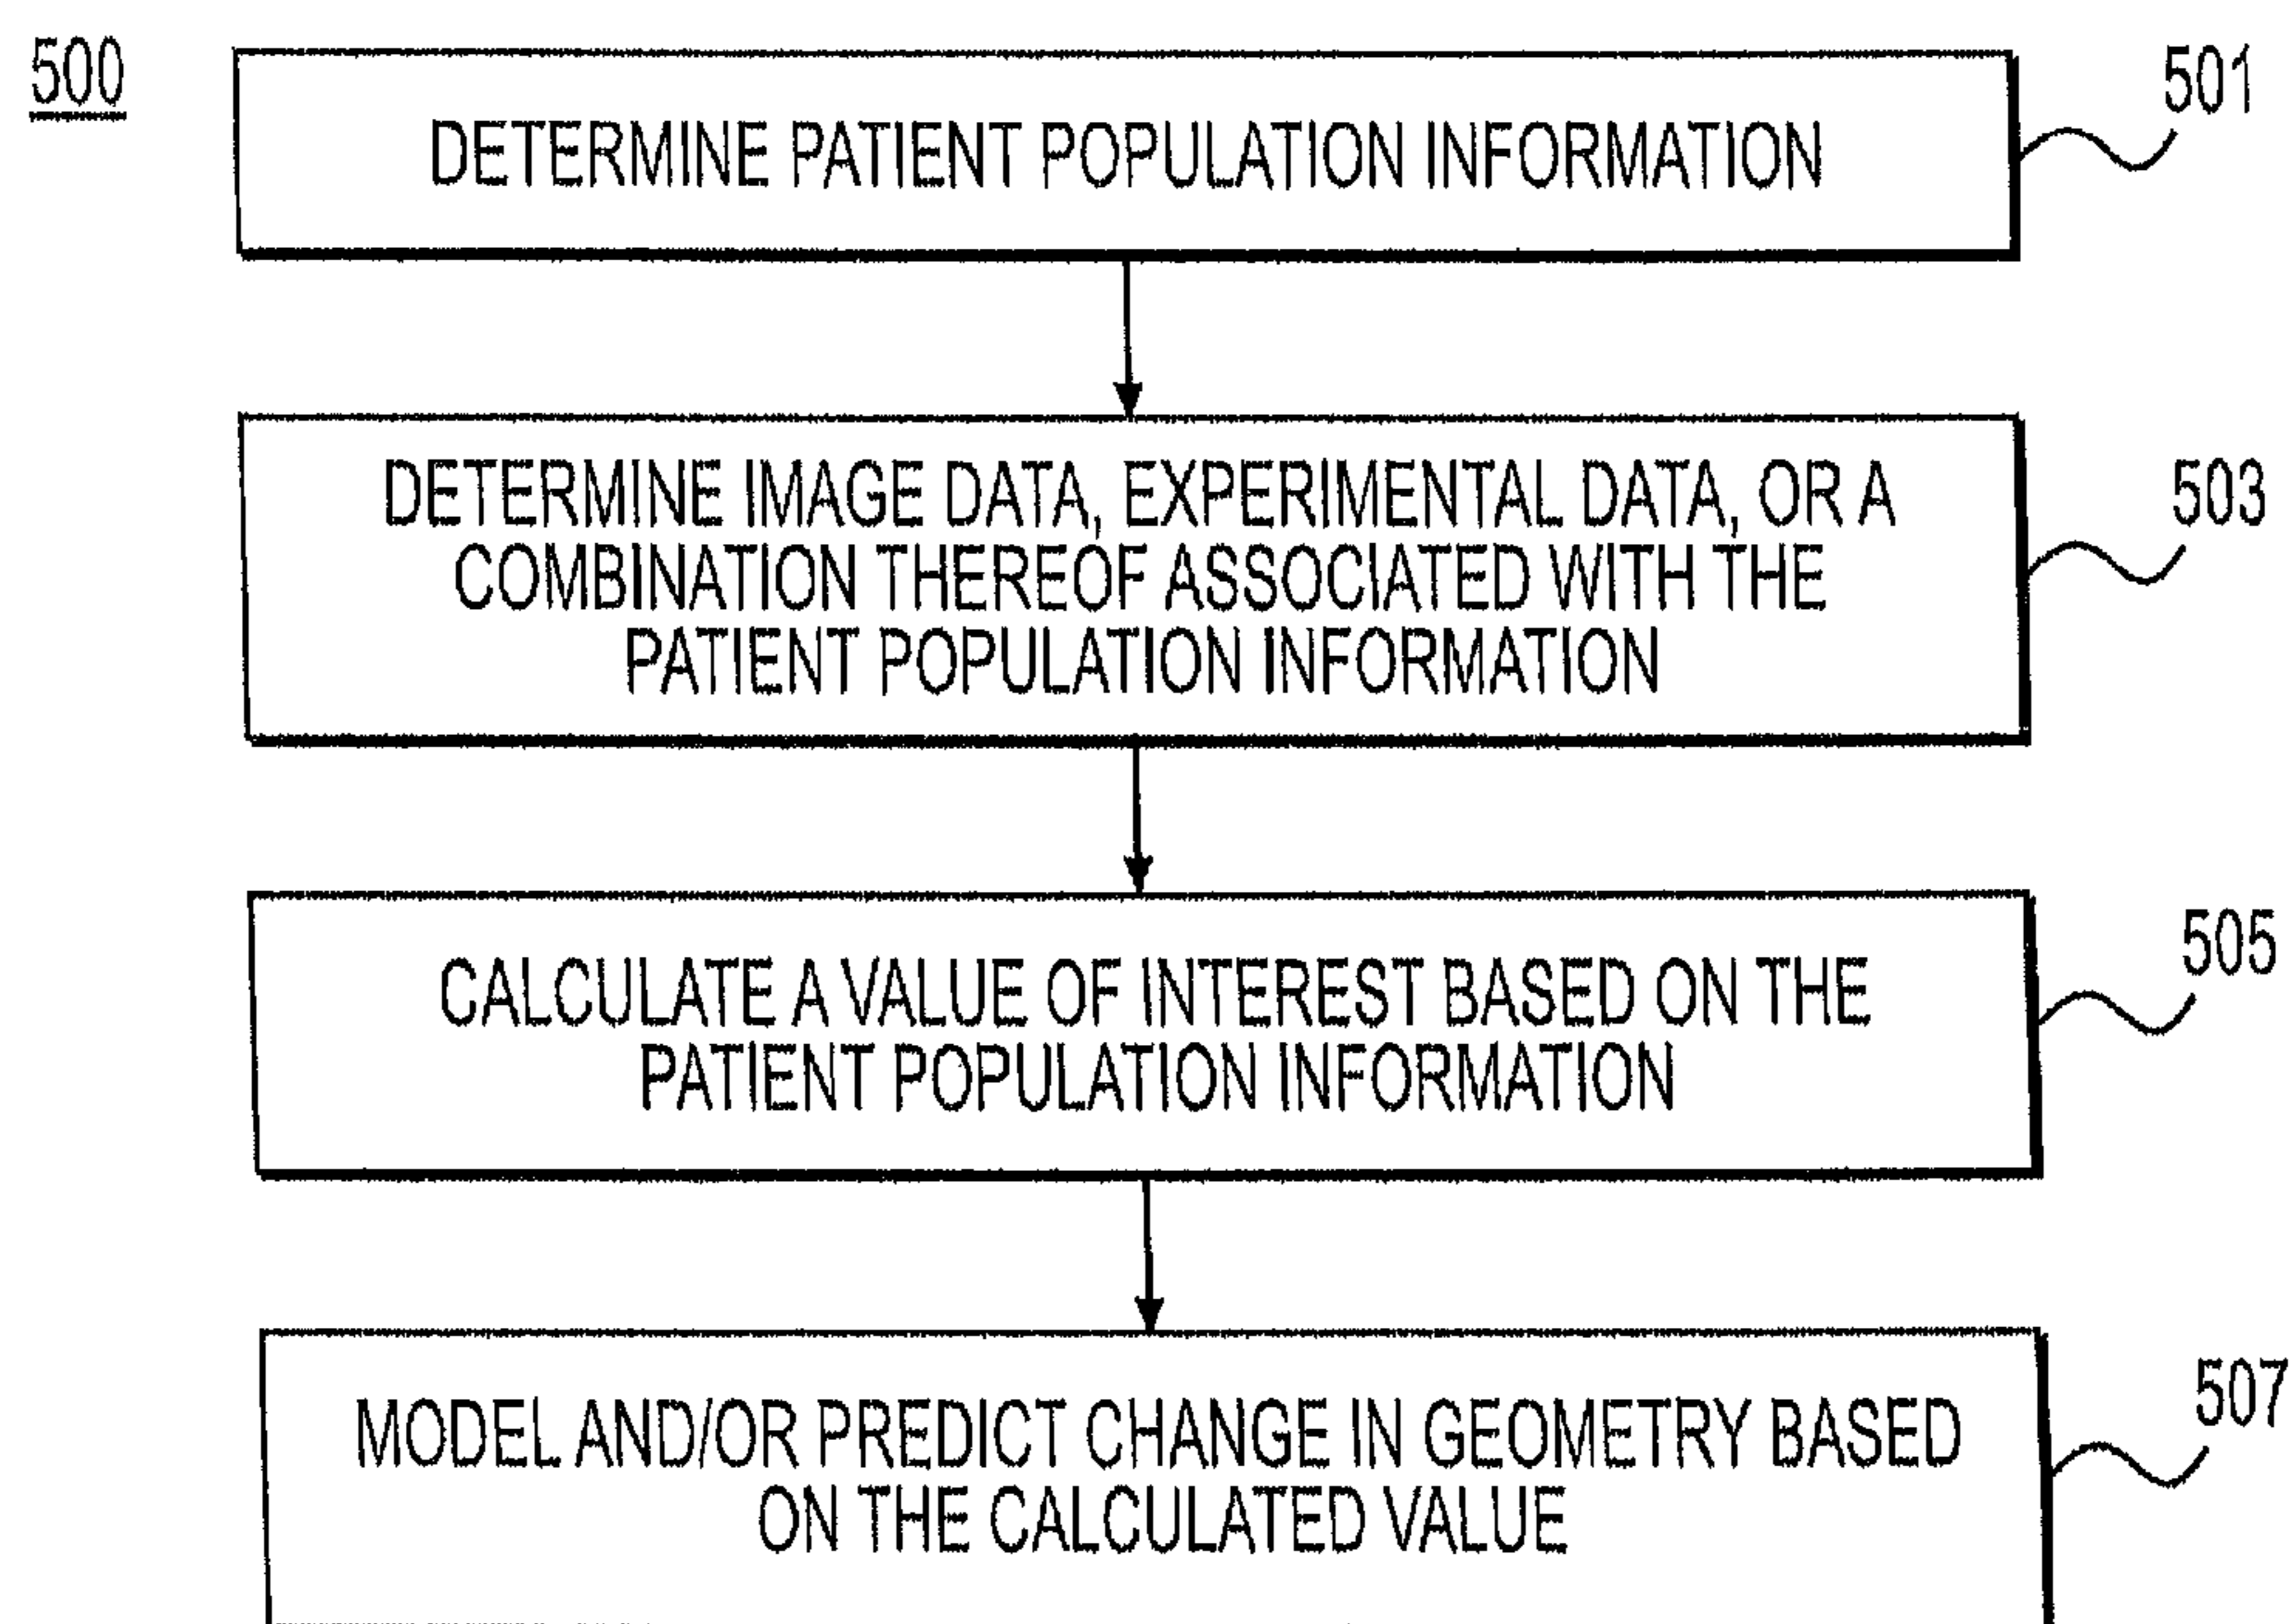 500
DETERMINE PATIENT POPULATION INFORMATION
501
DETERMINE IMAGE DATA, EXPERIMENTAL DATA, OR A
COMBINATION THEREOF ASSOCIATED WITH THE
PATIENT POPULATION INFORMATION
503
CALCULATE A VALUE OF INTEREST BASED ON THE
PATIENT POPULATION INFORMATION
505
MODEL AND/OR PREDICT CHANGE IN GEOMETRY BASED
ON THE CALCULATED VALUE
507